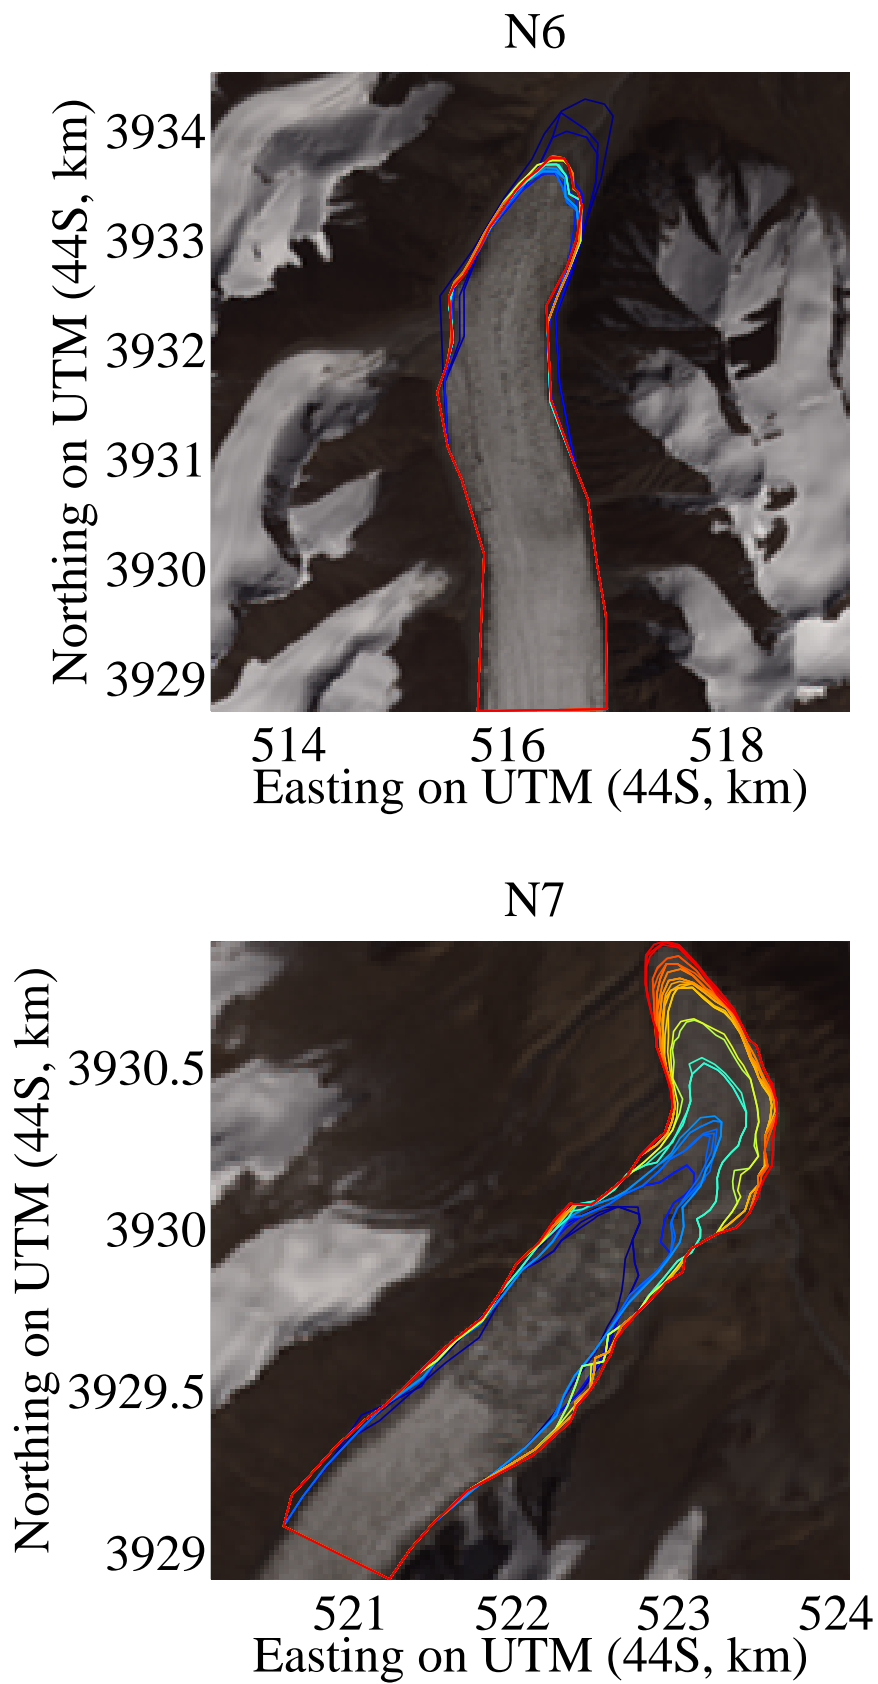 N6
Northing on UTM (44S, km)
3934
3933
3932
3931
3930
3929
514 516 518
Easting on UTM (44S, km)
N7
Northing on UTM (44S, km)
3930.5
3930
3929.5
3929
521 522 523 524
Easting on UTM (44S, km)